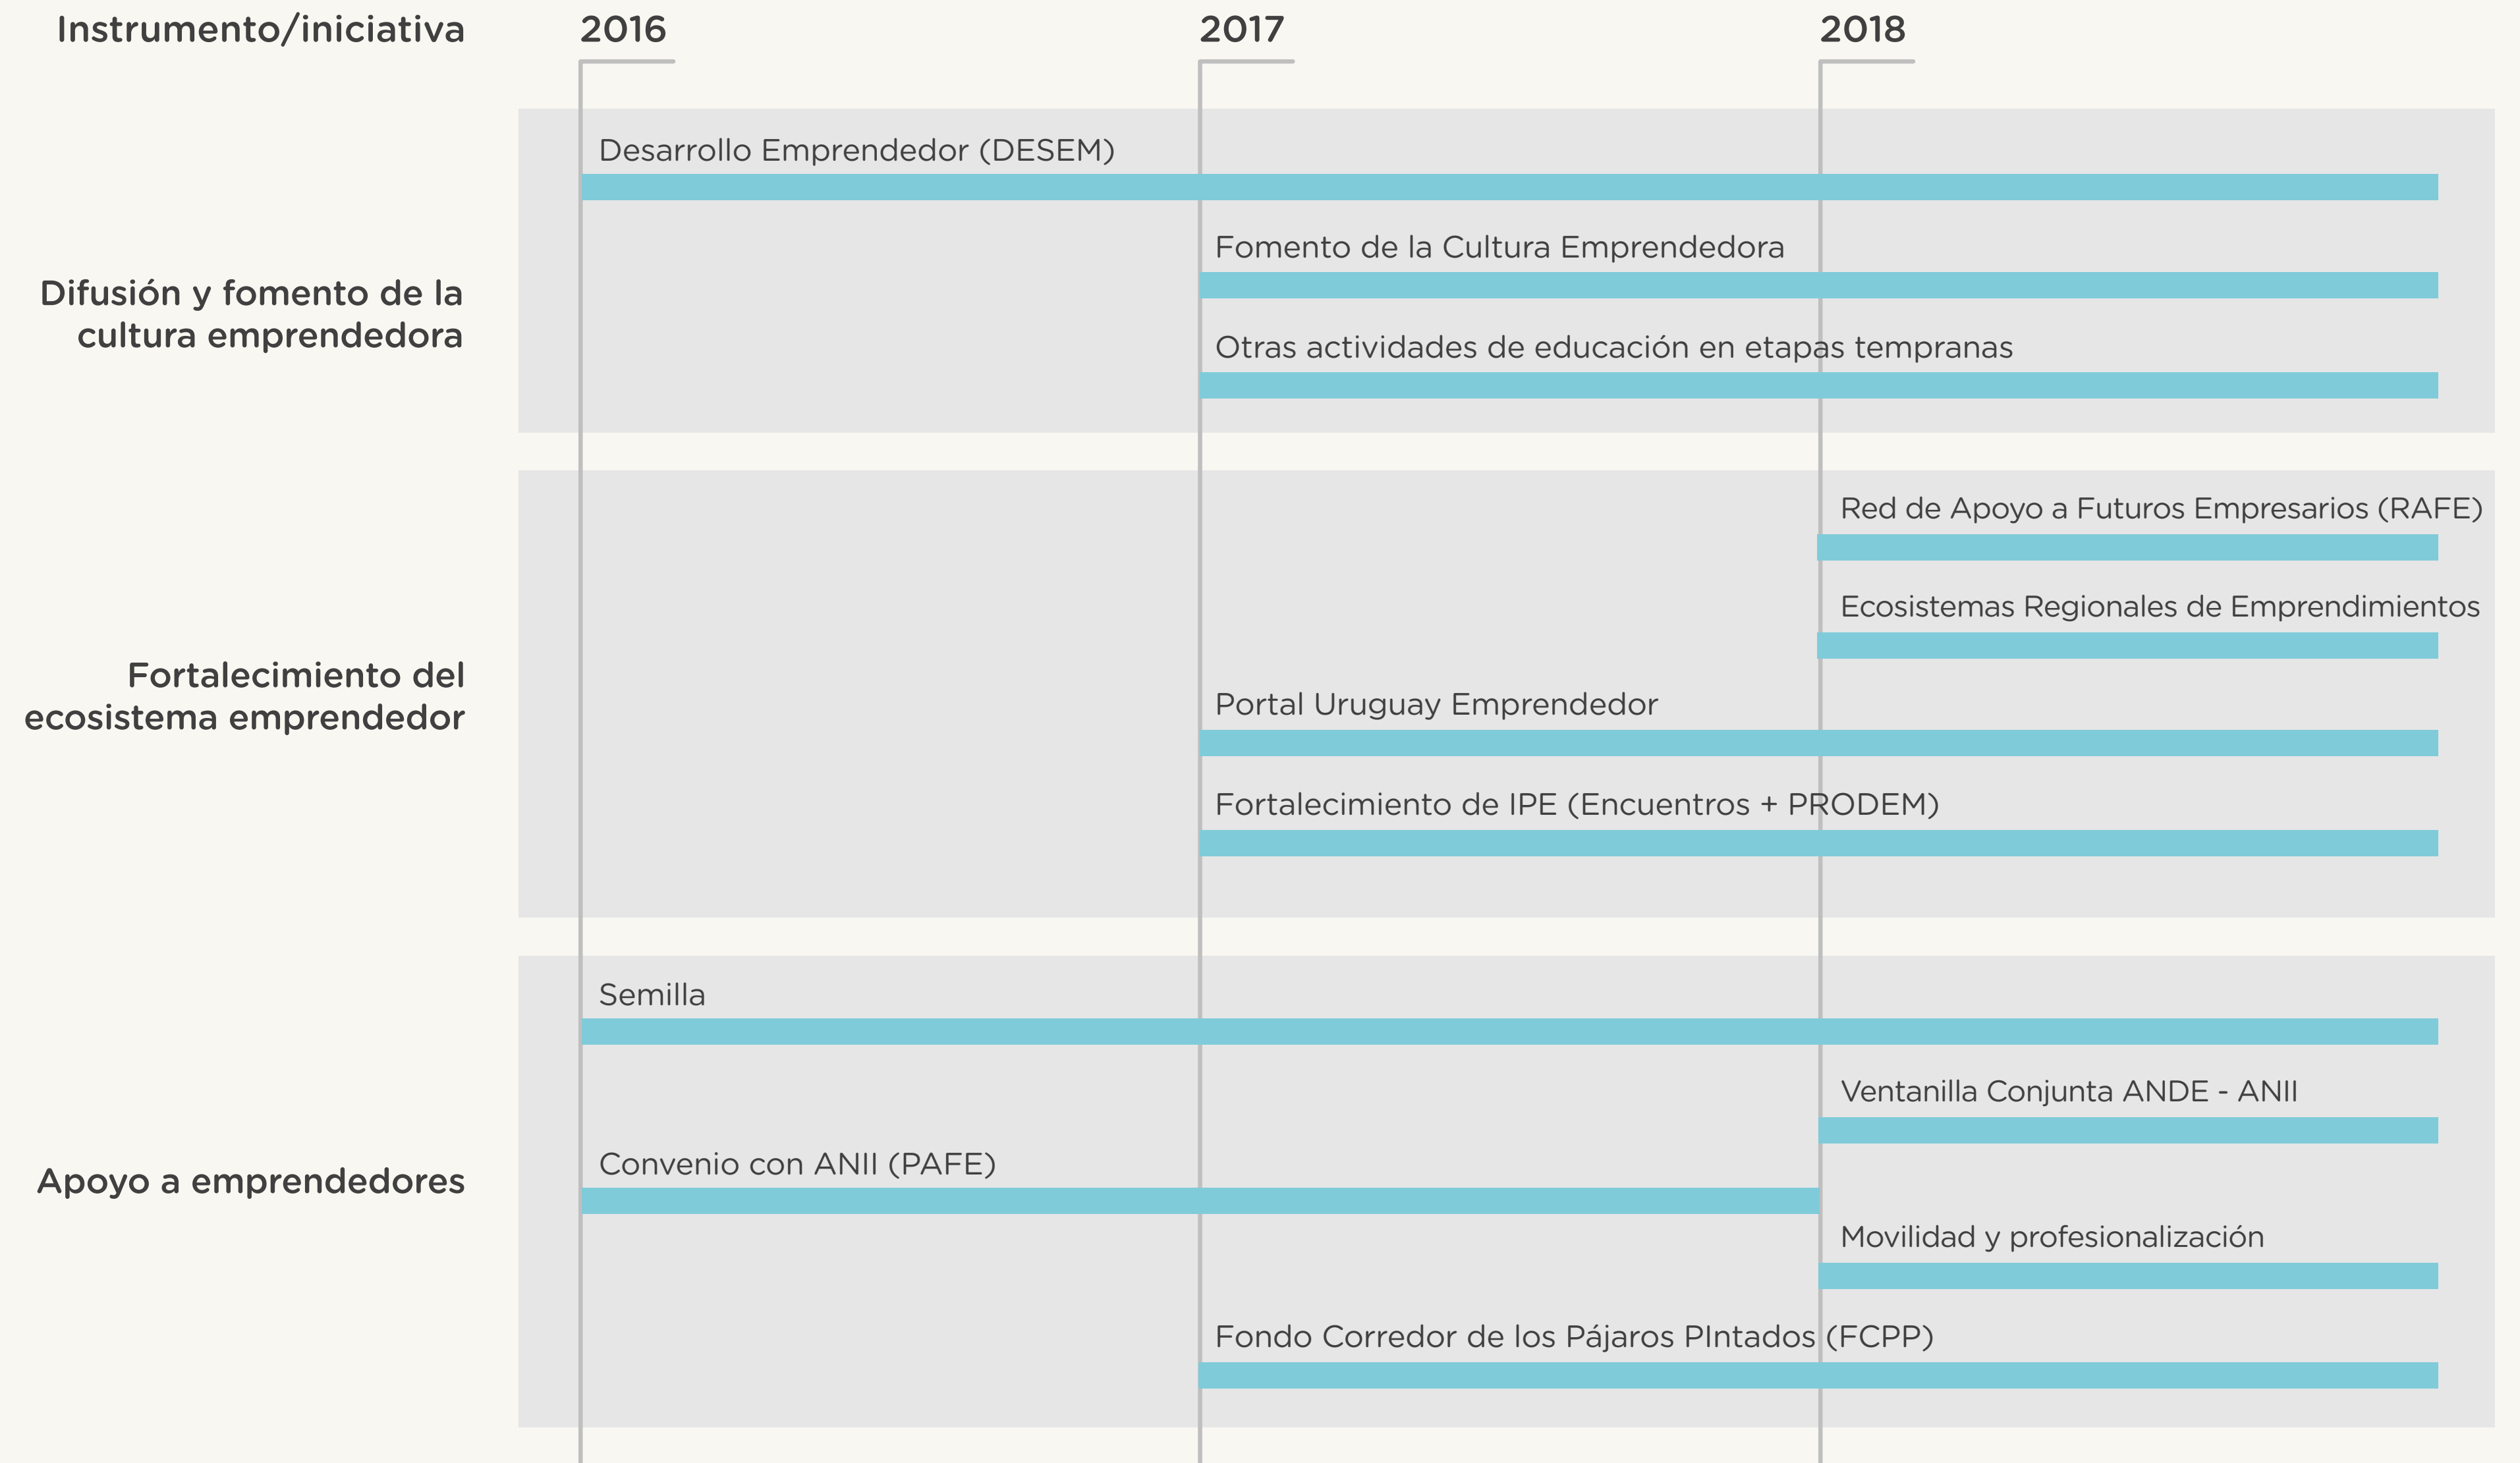 Instrumento/iniciativa
2016
2017
2018
Difusión y fomento de la
cultura emprendedora
Desarrollo Emprendedor (DESEM)
Fomento de la Cultura Emprendedora
Otras actividades de educación en etapas tempranas
Fortalecimiento del
ecosistema emprendedor
Red de Apoyo a Futuros Empresarios (RAFE)
Ecosistemas Regionales de Emprendimientos
Portal Uruguay Emprendedor
Fortalecimiento de IPE (Encuentros + PRODEM)
Apoyo a emprendedores
Semilla
Ventanilla Conjunta ANDE - ANII
Convenio con ANII (PAFE)
Movilidad y profesionalización
Fondo Corredor de los Pájaros PIntados (FCPP)